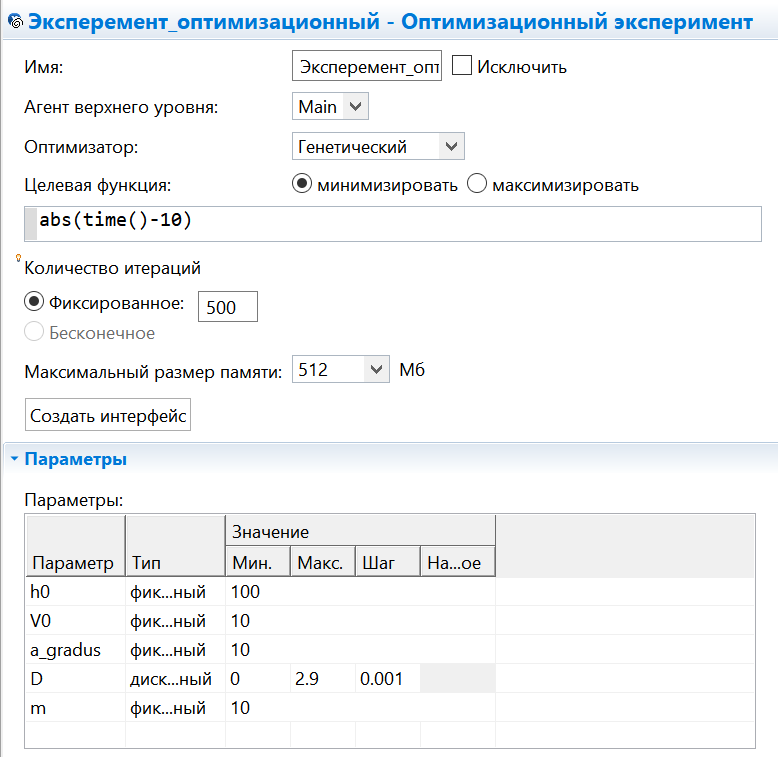 Эксперемент_оптимизационный - Оптимизационный эксперимент
Имя: Эксперемент_опт Исключить
Агент верхнего уровня: Main
Оптимизатор: Генетический
Целевая функция: минимизировать максимизировать
abs(time()-10)
Количество итераций
Фиксированное: 500
Бесконечное
Максимальный размер памяти: 512 Мб
Создать интерфейс
Параметры
Параметры:
Значение
Параметр Тип Мин. Макс. Шаг На...ое
h0 фик...ный 100
V0 фик...ный 10
a_gradus фик...ный 10
D диск...ный 0 2.9 0.001
m фик...ный 10